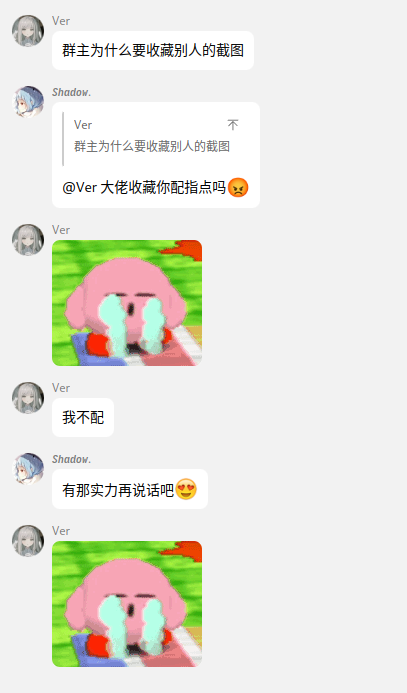 Ver
群主为什么要收藏别人的截图
Shadow.
Ver
群主为什么要收藏别人的截图
@Ver 大佬收藏你配指点吗😡
Ver
Ver
我不配
Shadow.
有那实力再说话吧😍
Ver